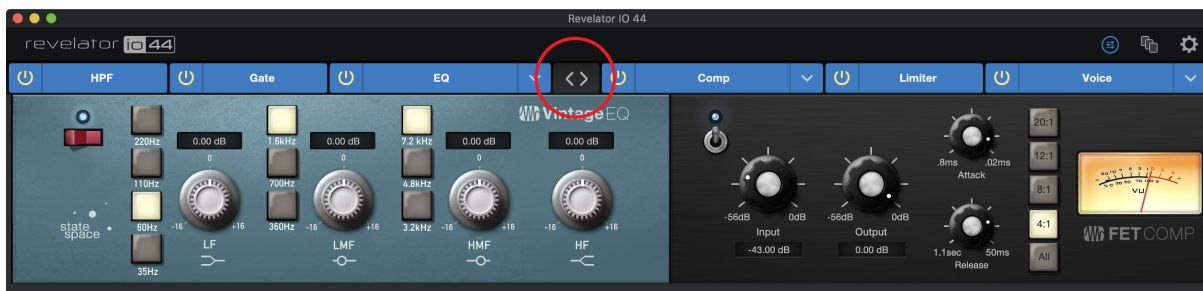 Revelator IO 44
revelator io 44
HPF Gate EQ <> Comp Limiter Voice
Vintage EQ
220Hz
110Hz
60Hz
35Hz
state space
0.00 dB
0
-16 +16
LF
1.6kHz
700Hz
360Hz
0.00 dB
0
-16 +16
LMF
7.2 kHz
4.8kHz
3.2kHz
0.00 dB
0
-16 +16
HMF
0.00 dB
0
-16 +16
HF
-56dB 0dB
Input
-43.00 dB
-56dB 0dB
Output
0.00 dB
.8ms .02ms
Attack
1.1sec 50ms
Release
20:1
12:1
8:1
4:1
All
VU
FETCOMP